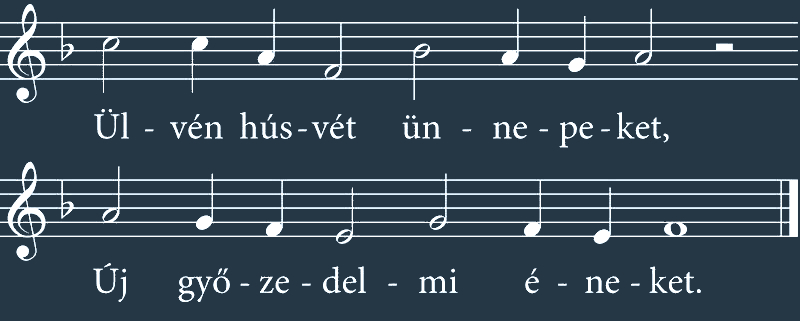 Ül - vén hús - vét ün - ne - pe - ket,
Új győ - ze - del - mi é - ne - ket.